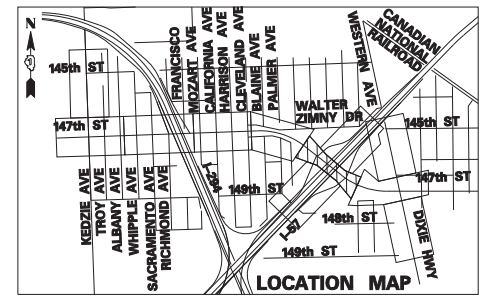 N
CANADIAN
NATIONAL
RAILROAD
WESTERN AVE
FRANCISCO
MOZART AVE
CALIFORNIA AVE
HARRISON AVE
CLEVELAND AVE
BLAINE AVE
PALMER AVE
145th ST
WALTER
ZIMNY DR
147th ST
145th ST
I-294
147th ST
KEDZIE AVE
TROY AVE
ALBANY AVE
WHIPPLE AVE
SACRAMENTO AVE
RICHMOND AVE
149th ST
148th ST
I-57
DIXIE HWY
149th ST
LOCATION MAP